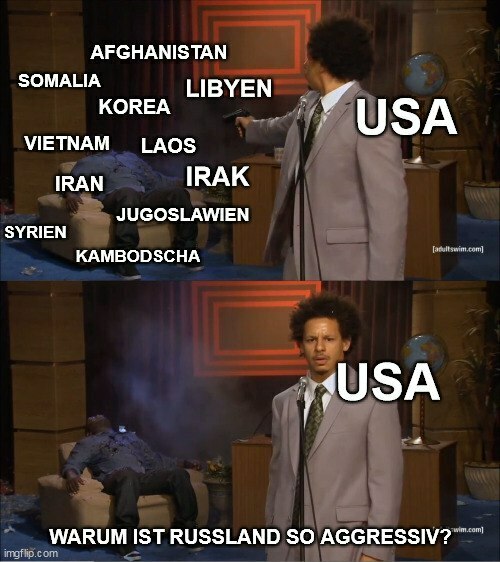 AFGHANISTAN
SOMALIA
LIBYEN
KOREA
USA
VIETNAM
LAOS
IRAN
IRAK
JUGOSLAWIEN
SYRIEN
KAMBODSCHA
[adultswim.com]
USA
WARUM IST RUSSLAND SO AGGRESSIV?
imgflip.com